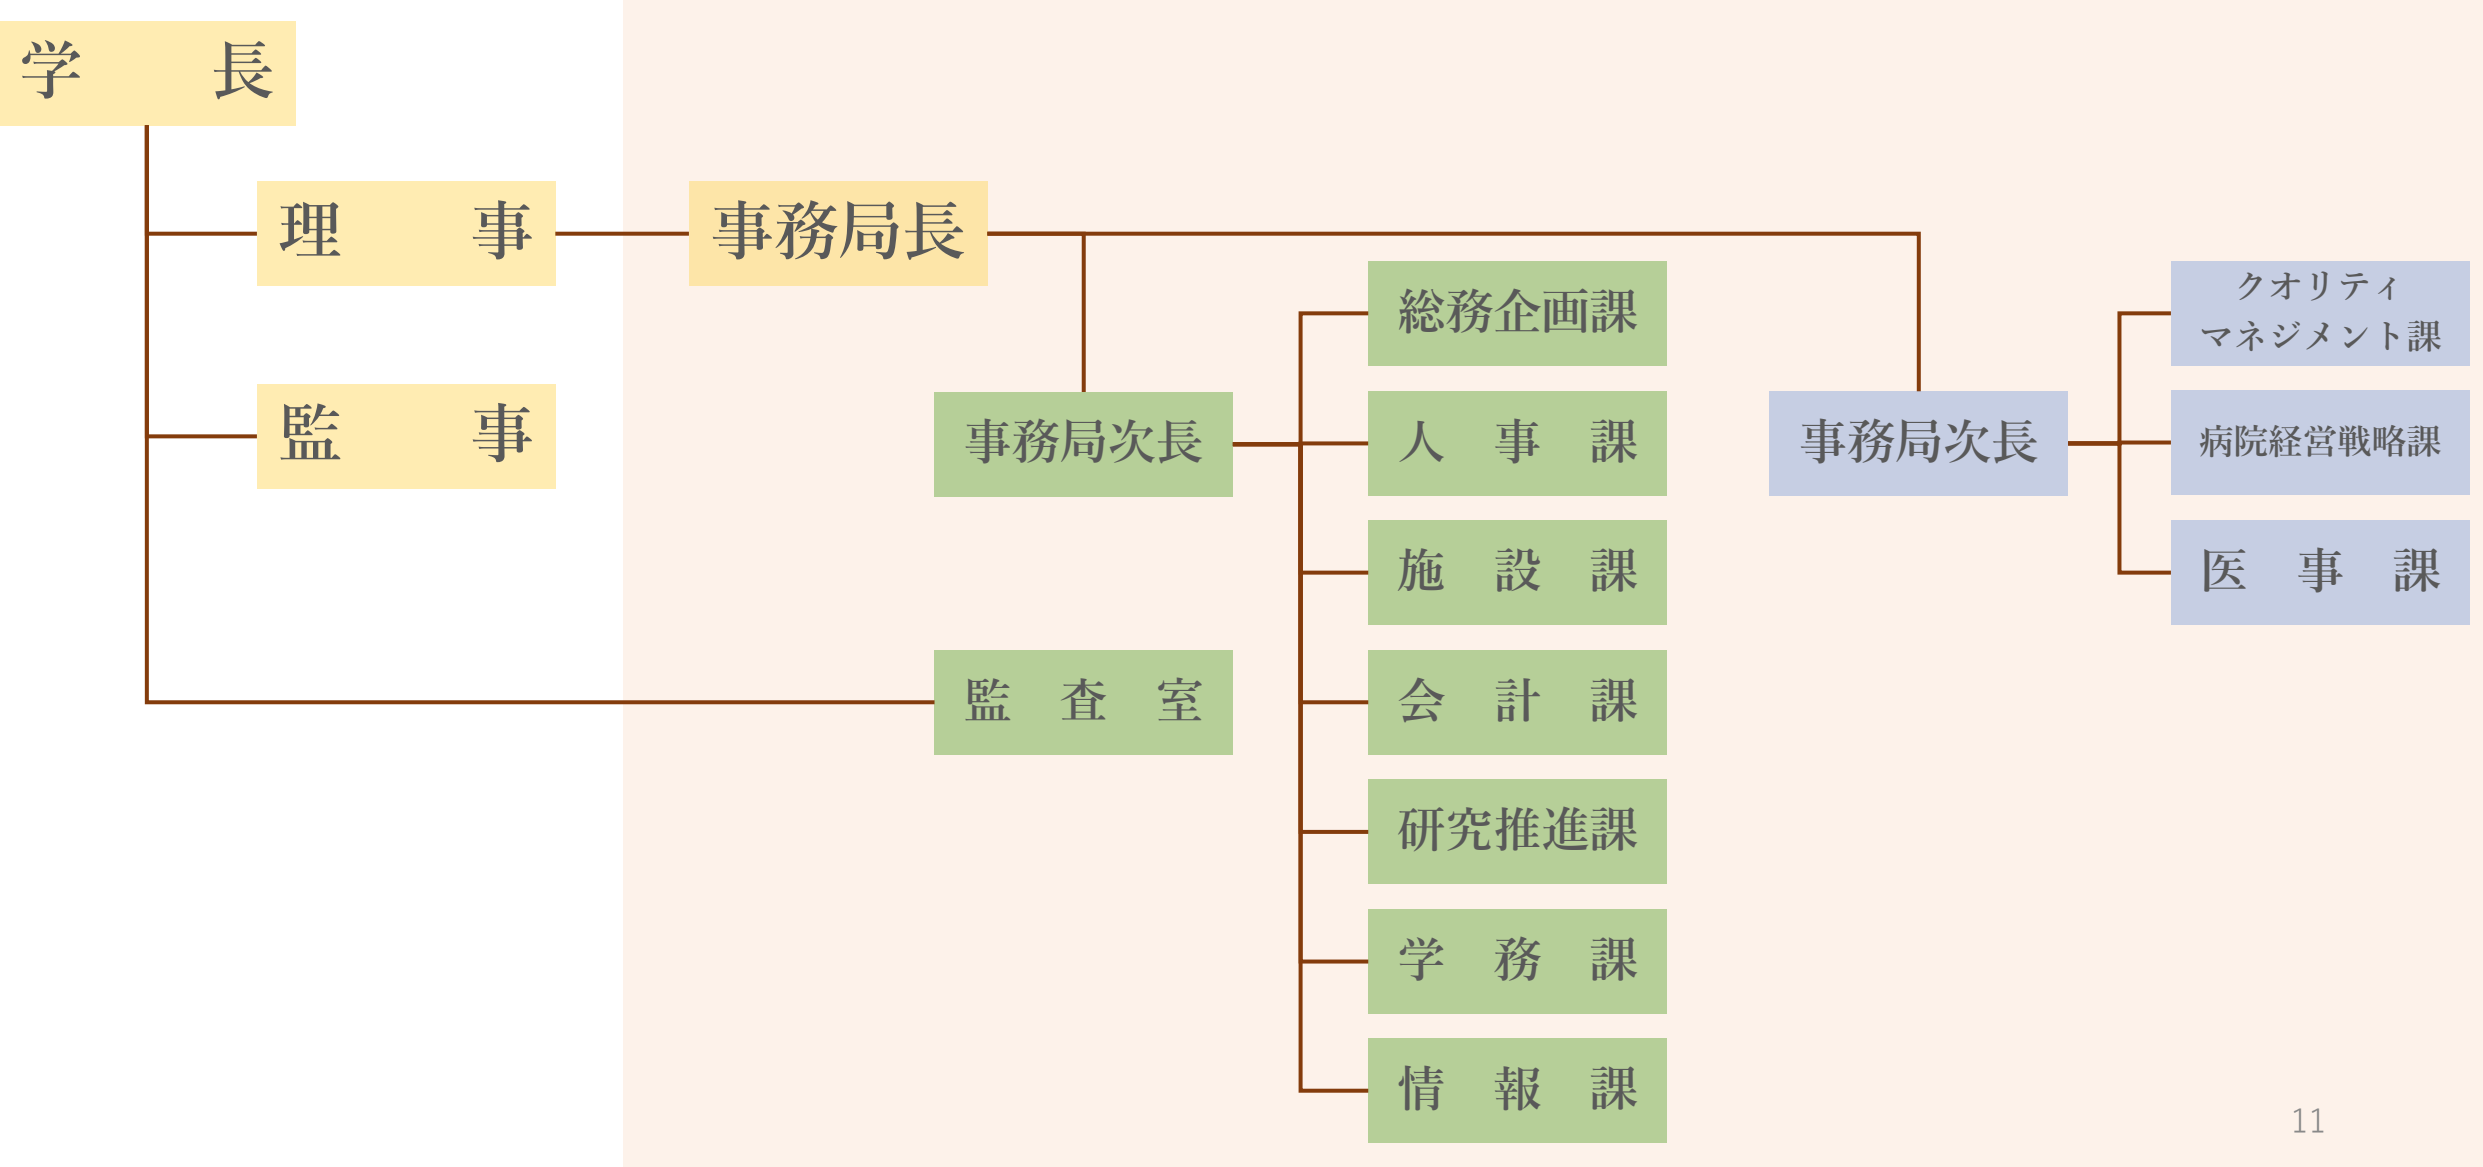 学　　長
理　　事
事務局長
監　　事
事務局次長
監　査　室
総務企画課
人　事　課
施　設　課
会　計　課
研究推進課
学　務　課
情　報　課
事務局次長
クオリティ
マネジメント課
病院経営戦略課
医　事　課
11